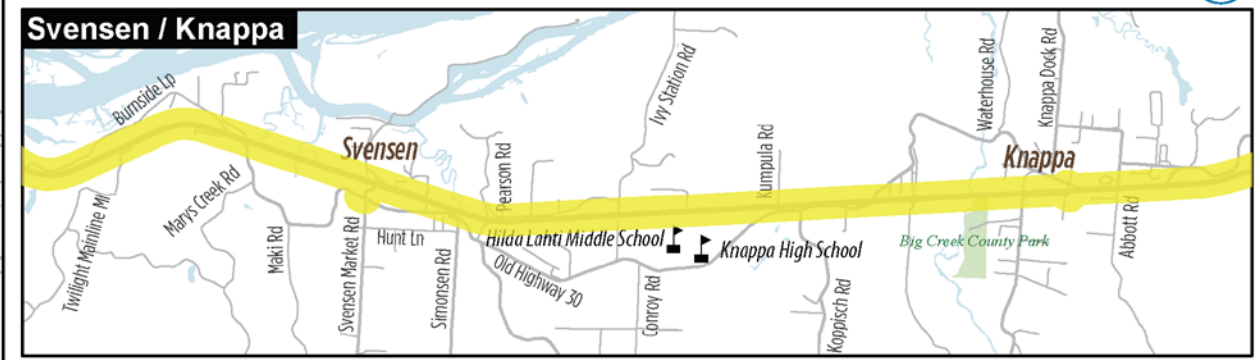 Svensen / Knappa
Burnside Lp
Ivy Station Rd
Waterhouse Rd
Knappa Dock Rd
Svensen
Pearson Rd
Kumpula Rd
Knappa
Marys Creek Rd
Twilight Mainline Ml
Maki Rd
Svensen Market Rd
Hunt Ln
Simonsen Rd
Hilda Lahti Middle School
Knappa High School
Old Highway 30
Conroy Rd
Koppisch Rd
Big Creek County Park
Abbott Rd